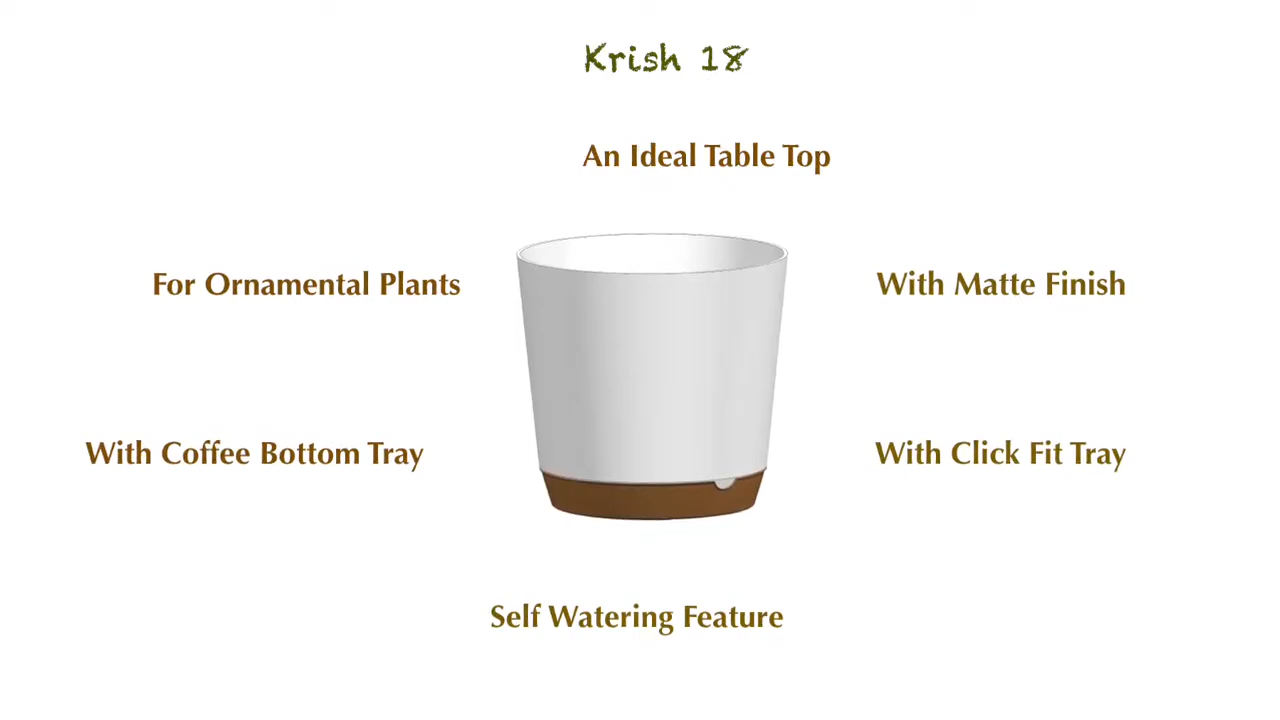 Krish 18
An Ideal Table Top
For Ornamental Plants
With Matte Finish
With Coffee Bottom Tray
With Click Fit Tray
Self Watering Feature